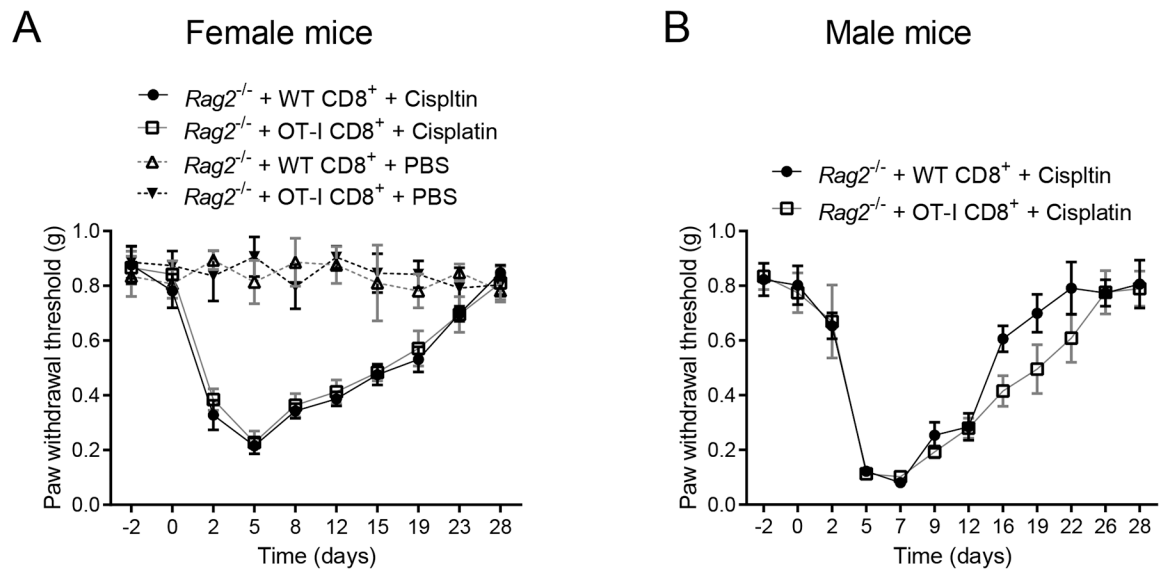 A
Female mice
Rag2-/- + WT CD8+ + Cispltin
Rag2-/- + OT-I CD8+ + Cisplatin
Rag2-/- + WT CD8+ + PBS
Rag2-/- + OT-I CD8+ + PBS
Paw withdrawal threshold (g)
1.0
0.8
0.6
0.4
0.2
0.0
-2 0 2 5 8 12 15 19 23 28
Time (days)
B
Male mice
Rag2-/- + WT CD8+ + Cispltin
Rag2-/- + OT-I CD8+ + Cisplatin
Paw withdrawal threshold (g)
1.0
0.8
0.6
0.4
0.2
0.0
-2 0 2 5 7 9 12 16 19 22 26 28
Time (days)